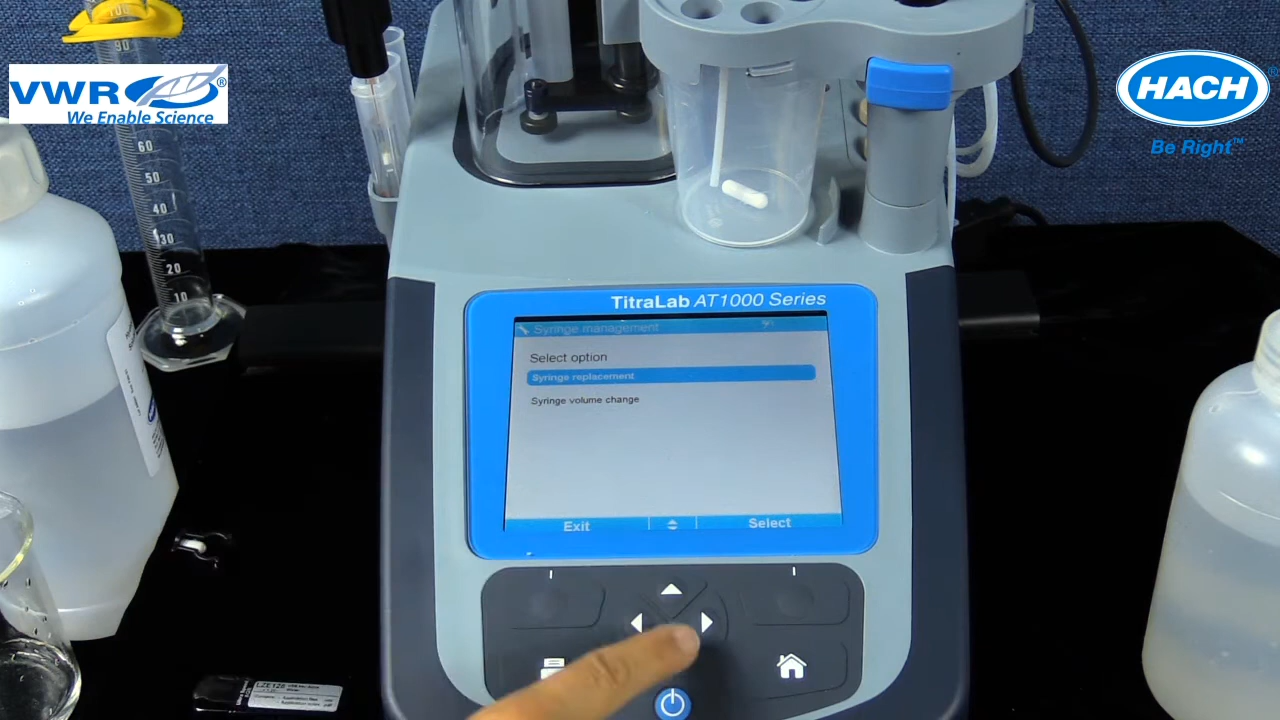 VWR®
We Enable Science
HACH
Be Right™
90
60
50
40
30
20
10
TitraLab AT1000 Series
Syringe management
Select option
Syringe replacement
Syringe volume change
Exit
Select